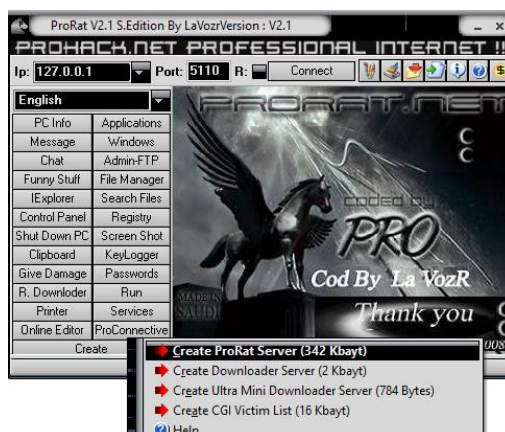 ProRat V2.1 S.Edition By LaVozrVersion : V2.1
PROHACK.NET PROFESSIONAL INTERNET !!
Ip: 127.0.0.1 Port: 5110 R: Connect
English
PRORAT.NET
PC Info Applications
Message Windows
Chat Admin-FTP
Funny Stuff File Manager
IExplorer Search Files
Control Panel Registry
Shut Down PC Screen Shot
Clipboard KeyLogger
Give Damage Passwords
R. Downloder Run
Printer Services
Online Editor ProConnective
Create
coded by
PRO
Cod By La VozR
MADE IN
SAUDI
Thank you
Create ProRat Server (342 Kbayt)
Create Downloader Server (2 Kbayt)
Create Ultra Mini Downloader Server (784 Bytes)
Create CGI Victim List (16 Kbayt)
Help